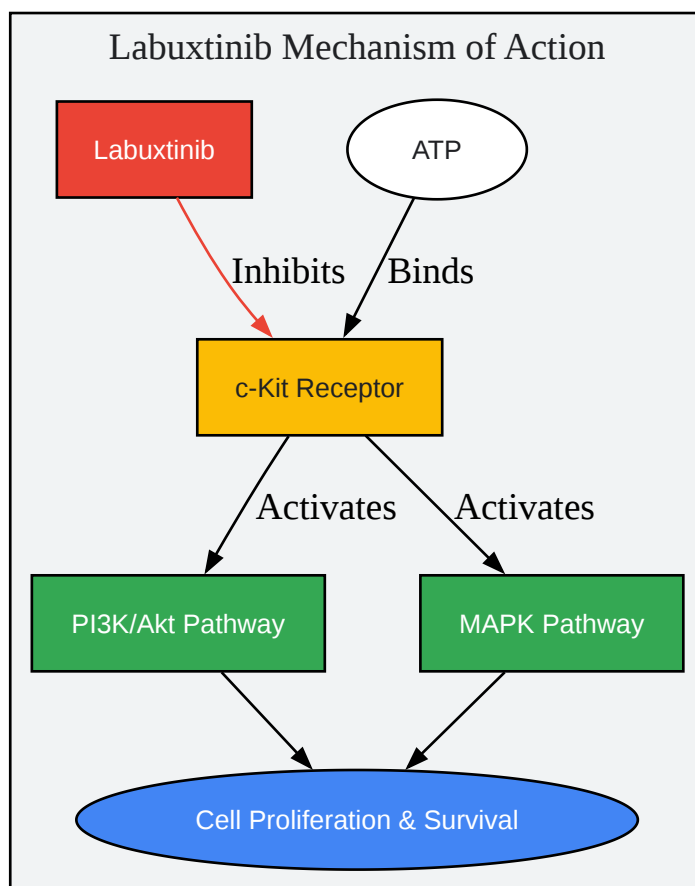 Labuxtinib Mechanism of Action
Labuxtinib
ATP
Inhibits
Binds
c-Kit Receptor
Activates
Activates
PI3K/Akt Pathway
MAPK Pathway
Cell Proliferation & Survival